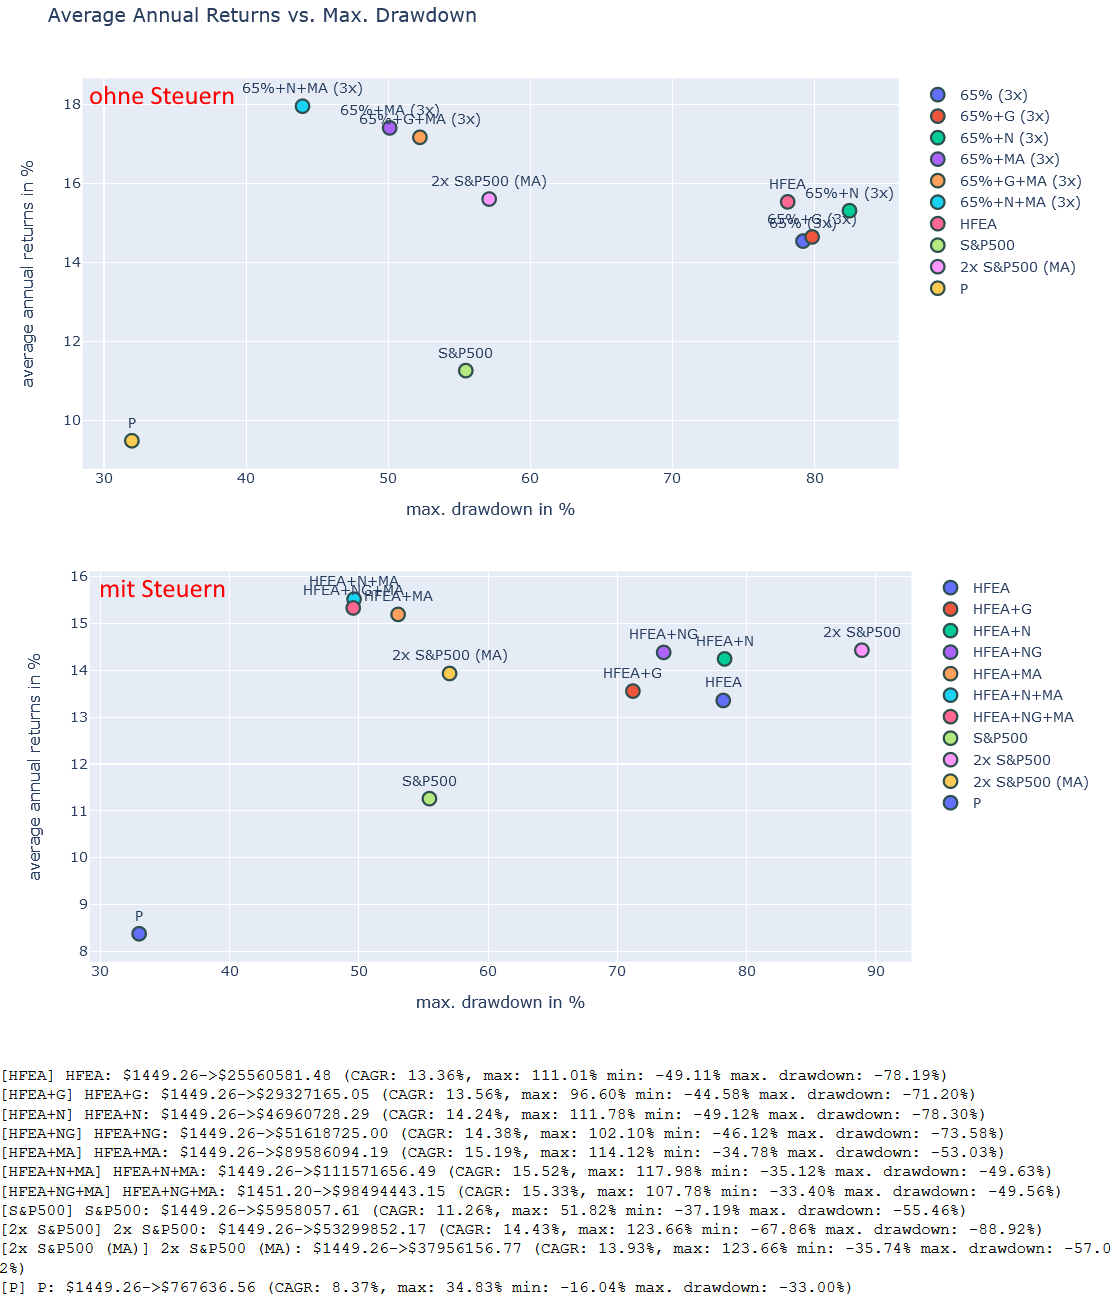 Average Annual Returns vs. Max. Drawdown
ohne Steuern
65%+N+MA (3x)
65%+MA (3x)
65%+G+MA (3x)
2x S&P500 (MA)
HFEA
65%+N (3x)
65%+G (3x)
65% (3x)
S&P500
P
18
16
14
12
10
30 40 50 60 70 80
average annual returns in %
max. drawdown in %
65% (3x)
65%+G (3x)
65%+N (3x)
65%+MA (3x)
65%+G+MA (3x)
65%+N+MA (3x)
HFEA
S&P500
2x S&P500 (MA)
P
mit Steuern
HFEA+N+MA
HFEA+NG+MA
HFEA+MA
2x S&P500 (MA)
HFEA+NG
HFEA+N
2x S&P500
HFEA+G
HFEA
S&P500
P
16
15
14
13
12
11
10
9
8
30 40 50 60 70 80 90
average annual returns in %
max. drawdown in %
HFEA
HFEA+G
HFEA+N
HFEA+NG
HFEA+MA
HFEA+N+MA
HFEA+NG+MA
S&P500
2x S&P500
2x S&P500 (MA)
P
[HFEA] HFEA: $1449.26->$25560581.48 (CAGR: 13.36%, max: 111.01% min: -49.11% max. drawdown: -78.19%)
[HFEA+G] HFEA+G: $1449.26->$29327165.05 (CAGR: 13.56%, max: 96.60% min: -44.58% max. drawdown: -71.20%)
[HFEA+N] HFEA+N: $1449.26->$46960728.29 (CAGR: 14.24%, max: 111.78% min: -49.12% max. drawdown: -78.30%)
[HFEA+NG] HFEA+NG: $1449.26->$51618725.00 (CAGR: 14.38%, max: 102.10% min: -46.12% max. drawdown: -73.58%)
[HFEA+MA] HFEA+MA: $1449.26->$89586094.19 (CAGR: 15.19%, max: 114.12% min: -34.78% max. drawdown: -53.03%)
[HFEA+N+MA] HFEA+N+MA: $1449.26->$111571656.49 (CAGR: 15.52%, max: 117.98% min: -35.12% max. drawdown: -49.63%)
[HFEA+NG+MA] HFEA+NG+MA: $1451.20->$98494443.15 (CAGR: 15.33%, max: 107.78% min: -33.40% max. drawdown: -49.56%)
[S&P500] S&P500: $1449.26->$5958057.61 (CAGR: 11.26%, max: 51.82% min: -37.19% max. drawdown: -55.46%)
[2x S&P500] 2x S&P500: $1449.26->$53299852.17 (CAGR: 14.43%, max: 123.66% min: -67.86% max. drawdown: -88.92%)
[2x S&P500 (MA)] 2x S&P500 (MA): $1449.26->$37956156.77 (CAGR: 13.93%, max: 123.66% min: -35.74% max. drawdown: -57.0
2%)
[P] P: $1449.26->$767636.56 (CAGR: 8.37%, max: 34.83% min: -16.04% max. drawdown: -33.00%)